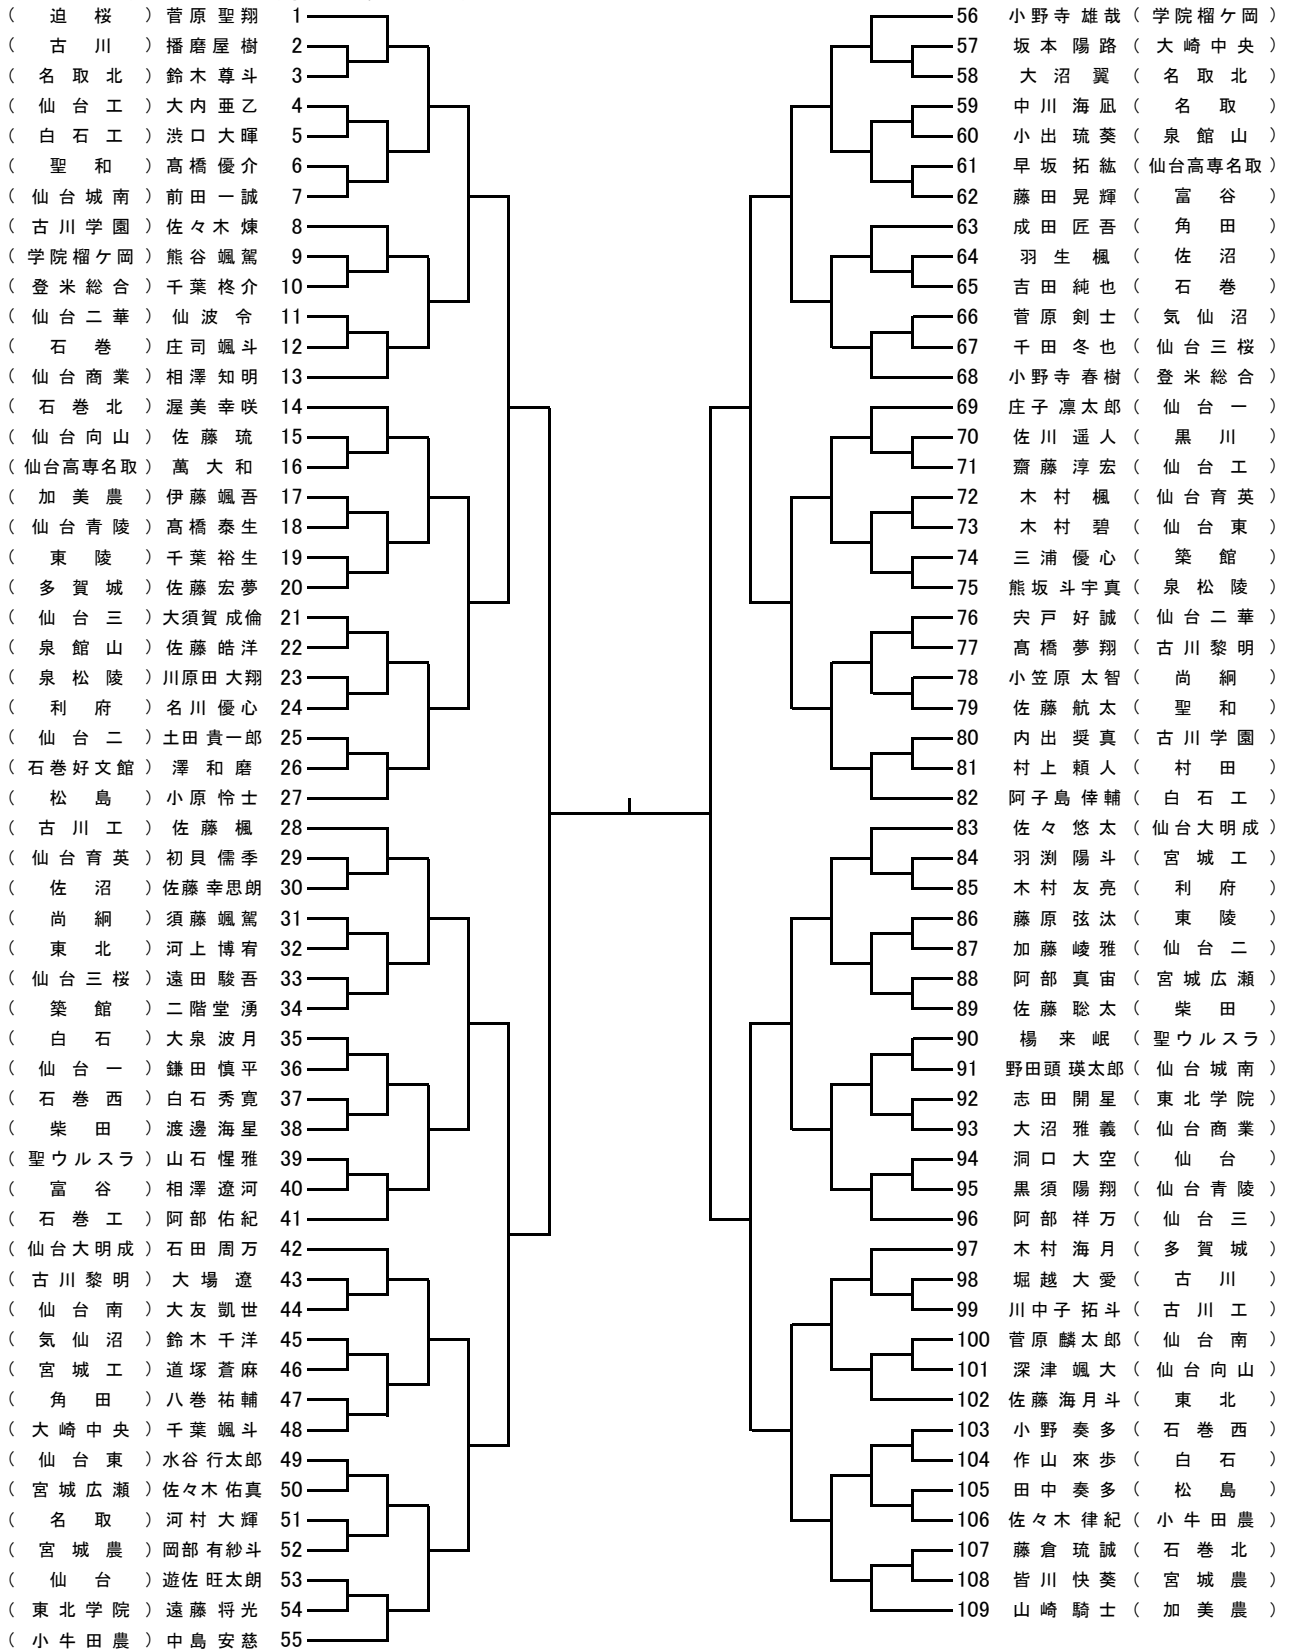 ( 迫 桜 ) 菅原 聖翔 1
( 古 川 ) 播磨屋 樹 2
( 名 取 北 ) 鈴木 尊斗 3
( 仙 台 工 ) 大内 亜乙 4
( 白 石 工 ) 渋口 大暉 5
( 聖 和 ) 髙橋 優介 6
( 仙 台 城 南 ) 前田 一誠 7
( 古 川 学 園 ) 佐々木 煉 8
( 学院榴ケ岡 ) 熊谷 颯駕 9
( 登 米 総 合 ) 千葉 柊介 10
( 仙 台 二 華 ) 仙波 令 11
( 石 巻 ) 庄司 颯斗 12
( 仙 台 商 業 ) 相澤 知明 13
( 石 巻 北 ) 渥美 幸咲 14
( 仙 台 向 山 ) 佐藤 琉 15
( 仙台高専名取 ) 萬 大和 16
( 加 美 農 ) 伊藤 颯吾 17
( 仙 台 青 陵 ) 髙橋 泰生 18
( 東 陵 ) 千葉 裕生 19
( 多 賀 城 ) 佐藤 宏夢 20
( 仙 台 三 ) 大須賀 成倫 21
( 泉 館 山 ) 佐藤 皓洋 22
( 泉 松 陵 ) 川原田 大翔 23
( 利 府 ) 名川 優心 24
( 仙 台 二 ) 土田 貴一郎 25
( 石巻好文館 ) 澤 和磨 26
( 松 島 ) 小原 怜士 27
( 古 川 工 ) 佐藤 楓 28
( 仙 台 育 英 ) 初貝 儒季 29
( 佐 沼 ) 佐藤 幸思朗 30
( 尚 絅 ) 須藤 颯駕 31
( 東 北 ) 河上 博宥 32
( 仙 台 三 桜 ) 遠田 駿吾 33
( 築 館 ) 二階堂 湧 34
( 白 石 ) 大泉 波月 35
( 仙 台 一 ) 鎌田 慎平 36
( 石 巻 西 ) 白石 秀寛 37
( 柴 田 ) 渡邊 海星 38
( 聖ウルスラ ) 山石 惺雅 39
( 富 谷 ) 相澤 遼河 40
( 石 巻 工 ) 阿部 佑紀 41
( 仙台大明成 ) 石田 周万 42
( 古 川 黎 明 ) 大場 遼 43
( 仙 台 南 ) 大友 凱世 44
( 気 仙 沼 ) 鈴木 千洋 45
( 宮 城 工 ) 道塚 蒼麻 46
( 角 田 ) 八巻 祐輔 47
( 大 崎 中 央 ) 千葉 颯斗 48
( 仙 台 東 ) 水谷 行太郎 49
( 宮 城 広 瀬 ) 佐々木 佑真 50
( 名 取 ) 河村 大輝 51
( 宮 城 農 ) 岡部 有紗斗 52
( 仙 台 ) 遊佐 旺太朗 53
( 東 北 学 院 ) 遠藤 将光 54
( 小 牛 田 農 ) 中島 安慈 55
56 小野寺 雄哉 ( 学院榴ケ岡 )
57 坂本 陽路 ( 大 崎 中 央 )
58 大沼 翼 ( 名 取 北 )
59 中川 海凪 ( 名 取 )
60 小出 琉葵 ( 泉 館 山 )
61 早坂 拓紘 ( 仙台高専名取 )
62 藤田 晃輝 ( 富 谷 )
63 成田 匠吾 ( 角 田 )
64 羽生 楓 ( 佐 沼 )
65 吉田 純也 ( 石 巻 )
66 菅原 剣士 ( 気 仙 沼 )
67 千田 冬也 ( 仙 台 三 桜 )
68 小野寺 春樹 ( 登 米 総 合 )
69 庄子 凛太郎 ( 仙 台 一 )
70 佐川 遥人 ( 黒 川 )
71 齋藤 淳宏 ( 仙 台 工 )
72 木村 楓 ( 仙 台 育 英 )
73 木村 碧 ( 仙 台 東 )
74 三浦 優心 ( 築 館 )
75 熊坂 斗宇真 ( 泉 松 陵 )
76 宍戸 好誠 ( 仙 台 二 華 )
77 髙橋 夢翔 ( 古 川 黎 明 )
78 小笠原 太智 ( 尚 絅 )
79 佐藤 航太 ( 聖 和 )
80 内出 奨真 ( 古 川 学 園 )
81 村上 頼人 ( 村 田 )
82 阿子島 倖輔 ( 白 石 工 )
83 佐々 悠太 ( 仙台大明成 )
84 羽渕 陽斗 ( 宮 城 工 )
85 木村 友亮 ( 利 府 )
86 藤原 弦汰 ( 東 陵 )
87 加藤 崚雅 ( 仙 台 二 )
88 阿部 真宙 ( 宮 城 広 瀬 )
89 佐藤 聡太 ( 柴 田 )
90 楊 来岷 ( 聖ウルスラ )
91 野田頭 瑛太郎 ( 仙 台 城 南 )
92 志田 開星 ( 東 北 学 院 )
93 大沼 雅義 ( 仙 台 商 業 )
94 洞口 大空 ( 仙 台 )
95 黒須 陽翔 ( 仙 台 青 陵 )
96 阿部 祥万 ( 仙 台 三 )
97 木村 海月 ( 多 賀 城 )
98 堀越 大愛 ( 古 川 )
99 川中子 拓斗 ( 古 川 工 )
100 菅原 麟太郎 ( 仙 台 南 )
101 深津 颯大 ( 仙 台 向 山 )
102 佐藤 海月斗 ( 東 北 )
103 小野 奏多 ( 石 巻 西 )
104 作山 來歩 ( 白 石 )
105 田中 奏多 ( 松 島 )
106 佐々木 律紀 ( 小 牛 田 農 )
107 藤倉 琉誠 ( 石 巻 北 )
108 皆川 快葵 ( 宮 城 農 )
109 山崎 騎士 ( 加 美 農 )